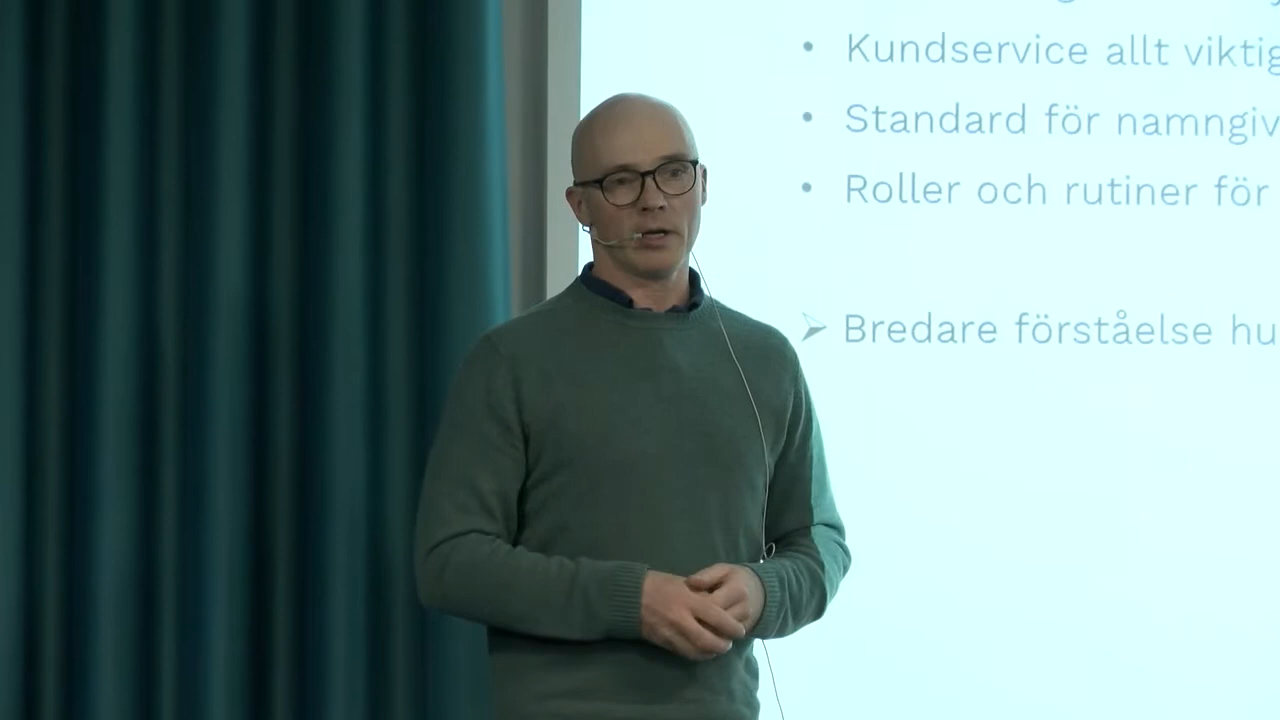 Kundservice allt viktig
Standard för namngiv
Roller och rutiner för
Bredare förståelse hu